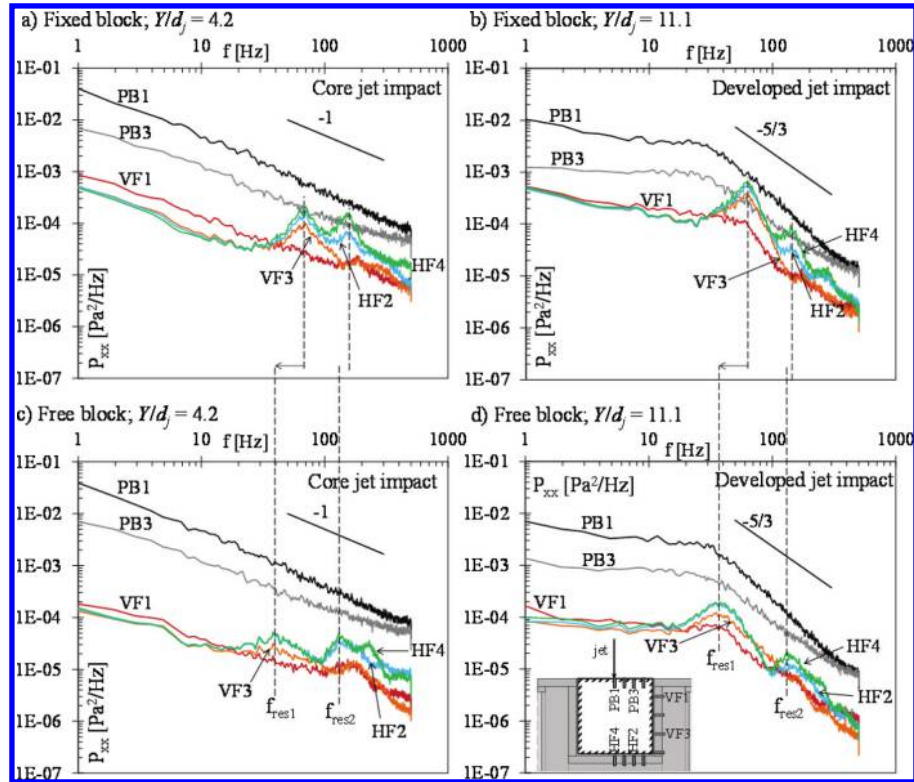 a) Fixed block; Y/dj = 4.2
f [Hz]
1 10 100 1000
1E-01
1E-02
1E-03
1E-04
1E-05
1E-06
1E-07
Pxx [Pa²/Hz]
Core jet impact
-1
PB1
PB3
VF1
VF3
HF2
HF4
b) Fixed block; Y/dj = 11.1
f [Hz]
1 10 100 1000
1E-01
1E-02
1E-03
1E-04
1E-05
1E-06
1E-07
Pxx [Pa²/Hz]
Developed jet impact
-5/3
PB1
PB3
VF1
HF4
VF3
HF2
c) Free block; Y/dj = 4.2
f [Hz]
1 10 100 1000
1E-01
1E-02
1E-03
1E-04
1E-05
1E-06
1E-07
Pxx [Pa²/Hz]
Core jet impact
-1
PB1
PB3
VF1
VF3
HF4
HF2
fres1
fres2
d) Free block; Y/dj = 11.1
f [Hz]
1 10 100 1000
1E-01
1E-02
1E-03
1E-04
1E-05
1E-06
1E-07
Pxx [Pa²/Hz]
Developed jet impact
-5/3
PB1
PB3
VF1
VF3
HF4
HF2
fres1
fres2
jet
PB1
PB3
VF1
VF3
HF4
HF2